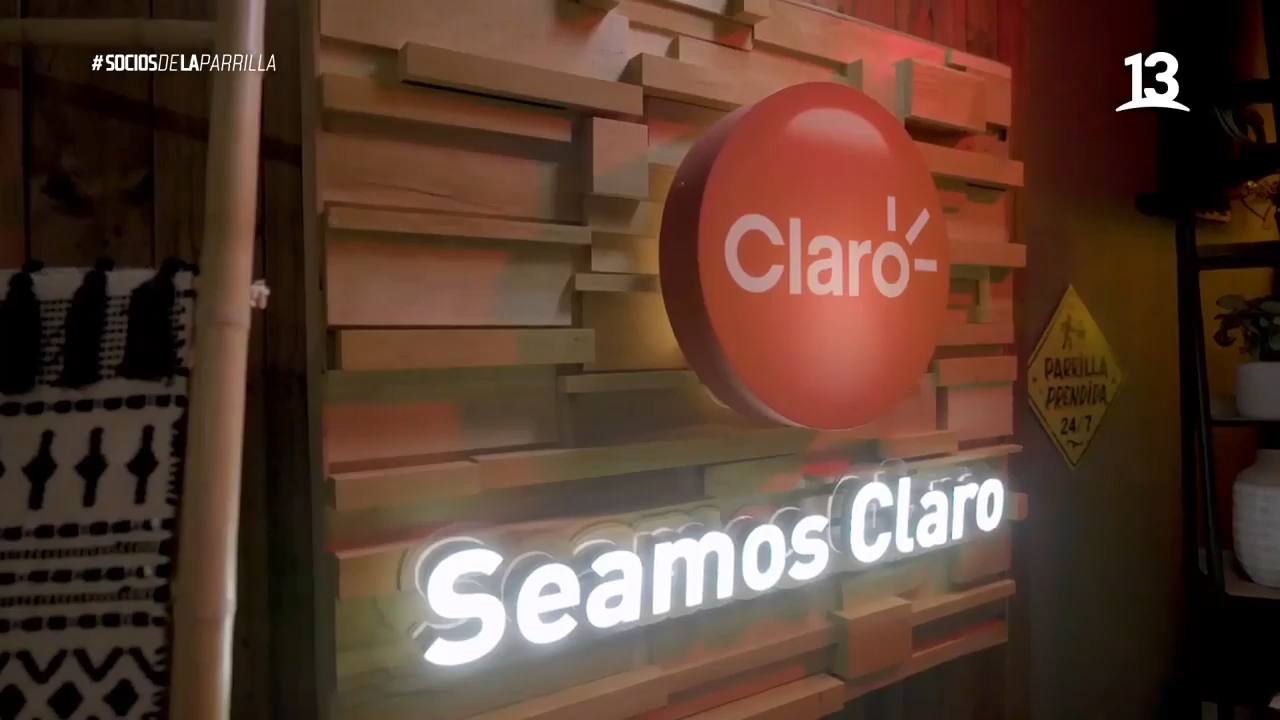 #SOCIOSDELAPARRILLA
13
Claro
PARRILLA
PRENDIDA
24/7
Seamos Claro